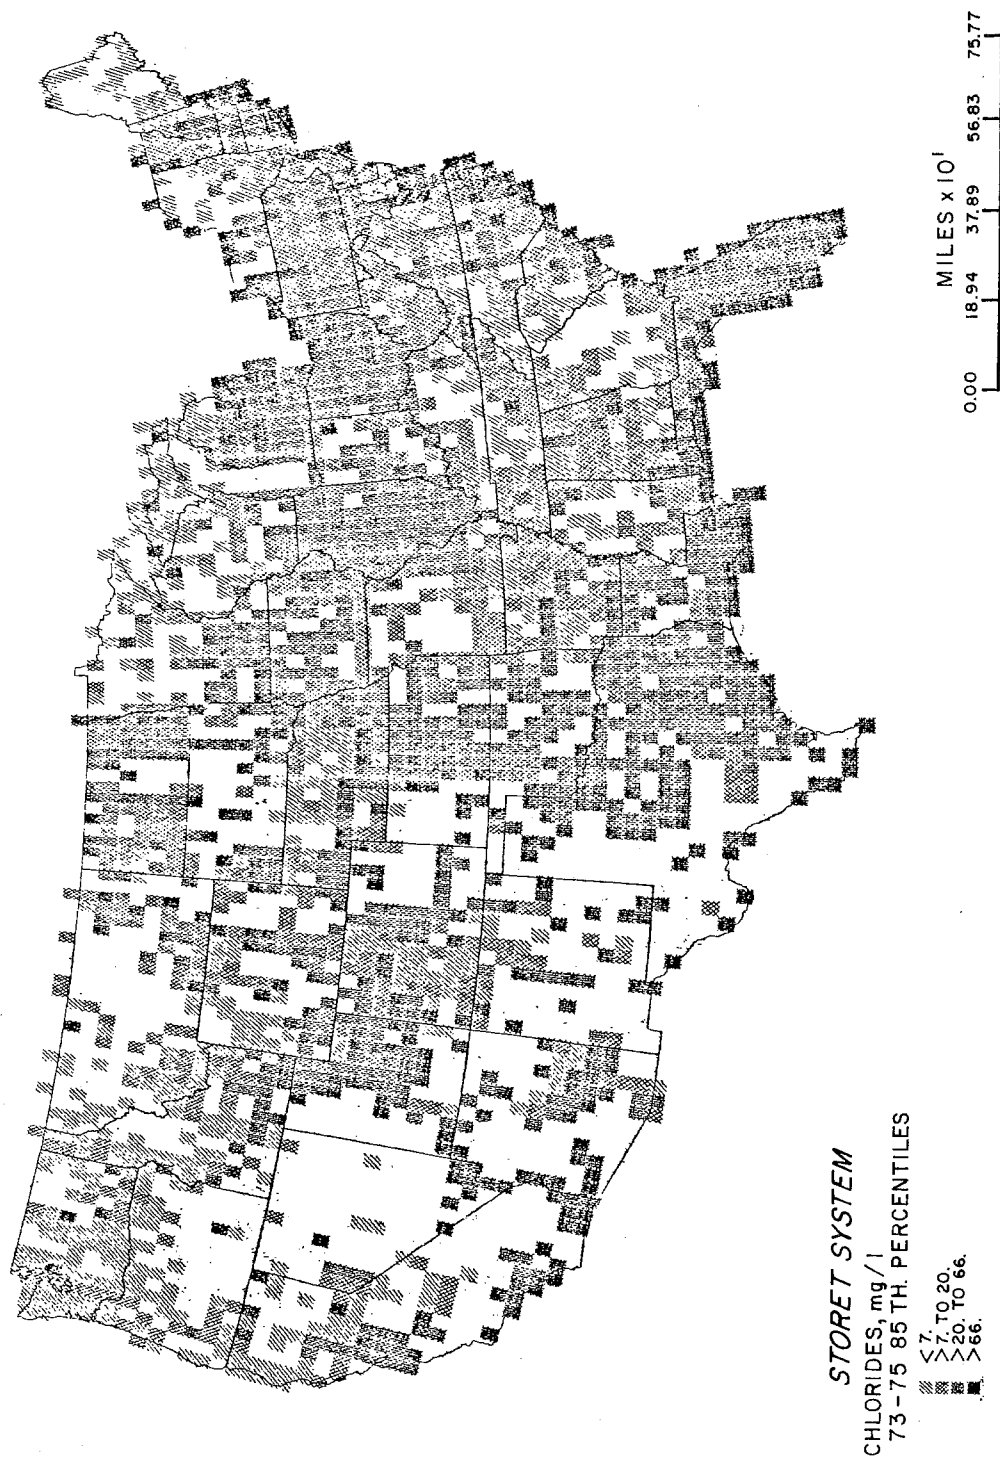 STORET SYSTEM
CHLORIDES, mg/l
73-75 85 TH. PERCENTILES
<7.
>7. TO 20.
>20. TO 66.
>66.
MILES x 10¹
0.00 18.94 37.89 56.83 75.77